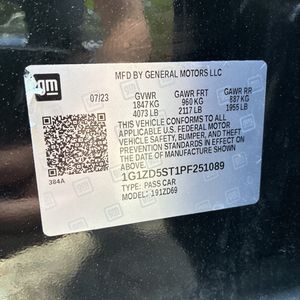 gm
MFD BY GENERAL MOTORS LLC
07/23 GVWR GAWR FRT GAWR RR
1847 KG 960 KG 887 KG
4073 LB 2117 LB 1955 LB
THIS VEHICLE CONFORMS TO ALL
APPLICABLE U.S. FEDERAL MOTOR
VEHICLE SAFETY, BUMPER, AND
THEFT PREVENTION STANDARDS IN
EFFECT ON THE DATE OF
MANUFACTURE SHOWN ABOVE.
384A
1G1ZD5ST1PF251089
TYPE: PASS CAR
MODEL: 191ZD69